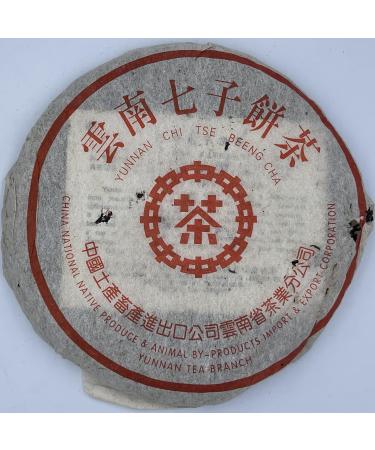 雲南七子餅茶
YUNNAN CHI TSE BEENG CHA
茶
中國土產畜產進出口公司雲南省茶業分公司
CHINA NATIONAL NATIVE PRODUCE & ANIMAL BY-PRODUCTS IMPORT & EXPORT CORPORATION
YUNNAN TEA BRANCH